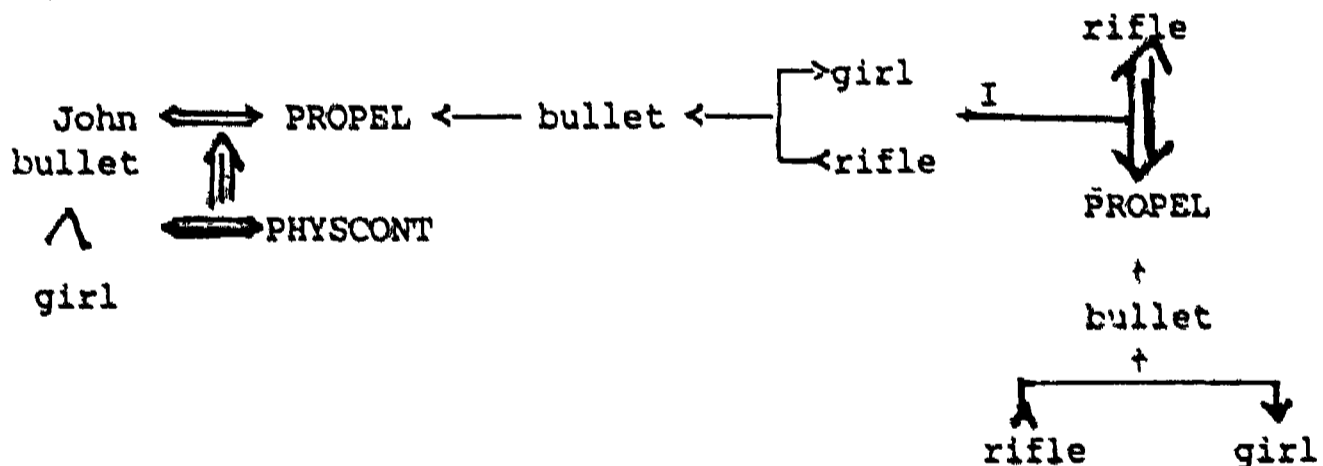 rifle
girl
I
John PROPEL bullet
bullet rifle
PROPEL
PHYSCONT
girl
bullet
rifle girl